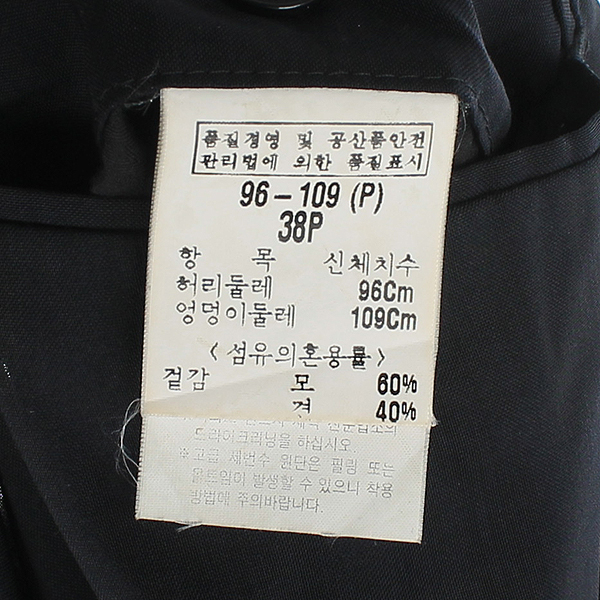 품질경영 및 공산품안전
관리법에 의한 품질표시
96-109 (P)
38P
항 목 신체치수
허리둘레 96Cm
엉덩이둘레 109Cm
<섬유의혼용률>
겉감 모 60%
견 40%
드라이크리닝을 하십시오.
※고급 세번수 원단은 필링 또는
올트임이 발생할 수 있으니 착용
방법에 주의바랍니다.